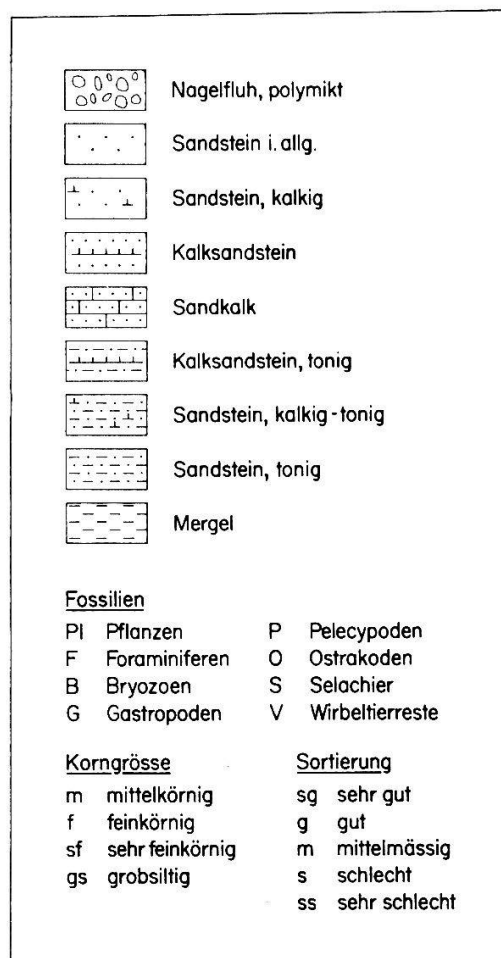 Nagelfluh, polymikt
Sandstein i. allg.
Sandstein, kalkig
Kalksandstein
Sandkalk
Kalksandstein, tonig
Sandstein, kalkig-tonig
Sandstein, tonig
Mergel
Fossilien
Pl Pflanzen P Pelecypoden
F Foraminiferen O Ostrakoden
B Bryozoen S Selachier
G Gastropoden V Wirbeltierreste
Korngrösse Sortierung
m mittelkörnig sg sehr gut
f feinkörnig g gut
sf sehr feinkörnig m mittelmässig
gs grobsiltig s schlecht
ss sehr schlecht